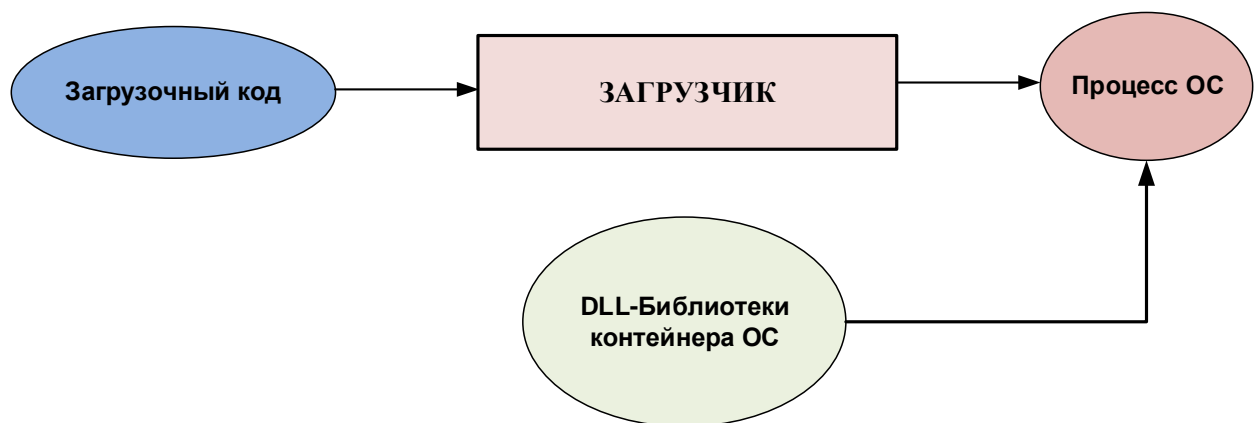 Загрузочный код
ЗАГРУЗЧИК
Процесс ОС
DLL-Библиотеки
контейнера ОС